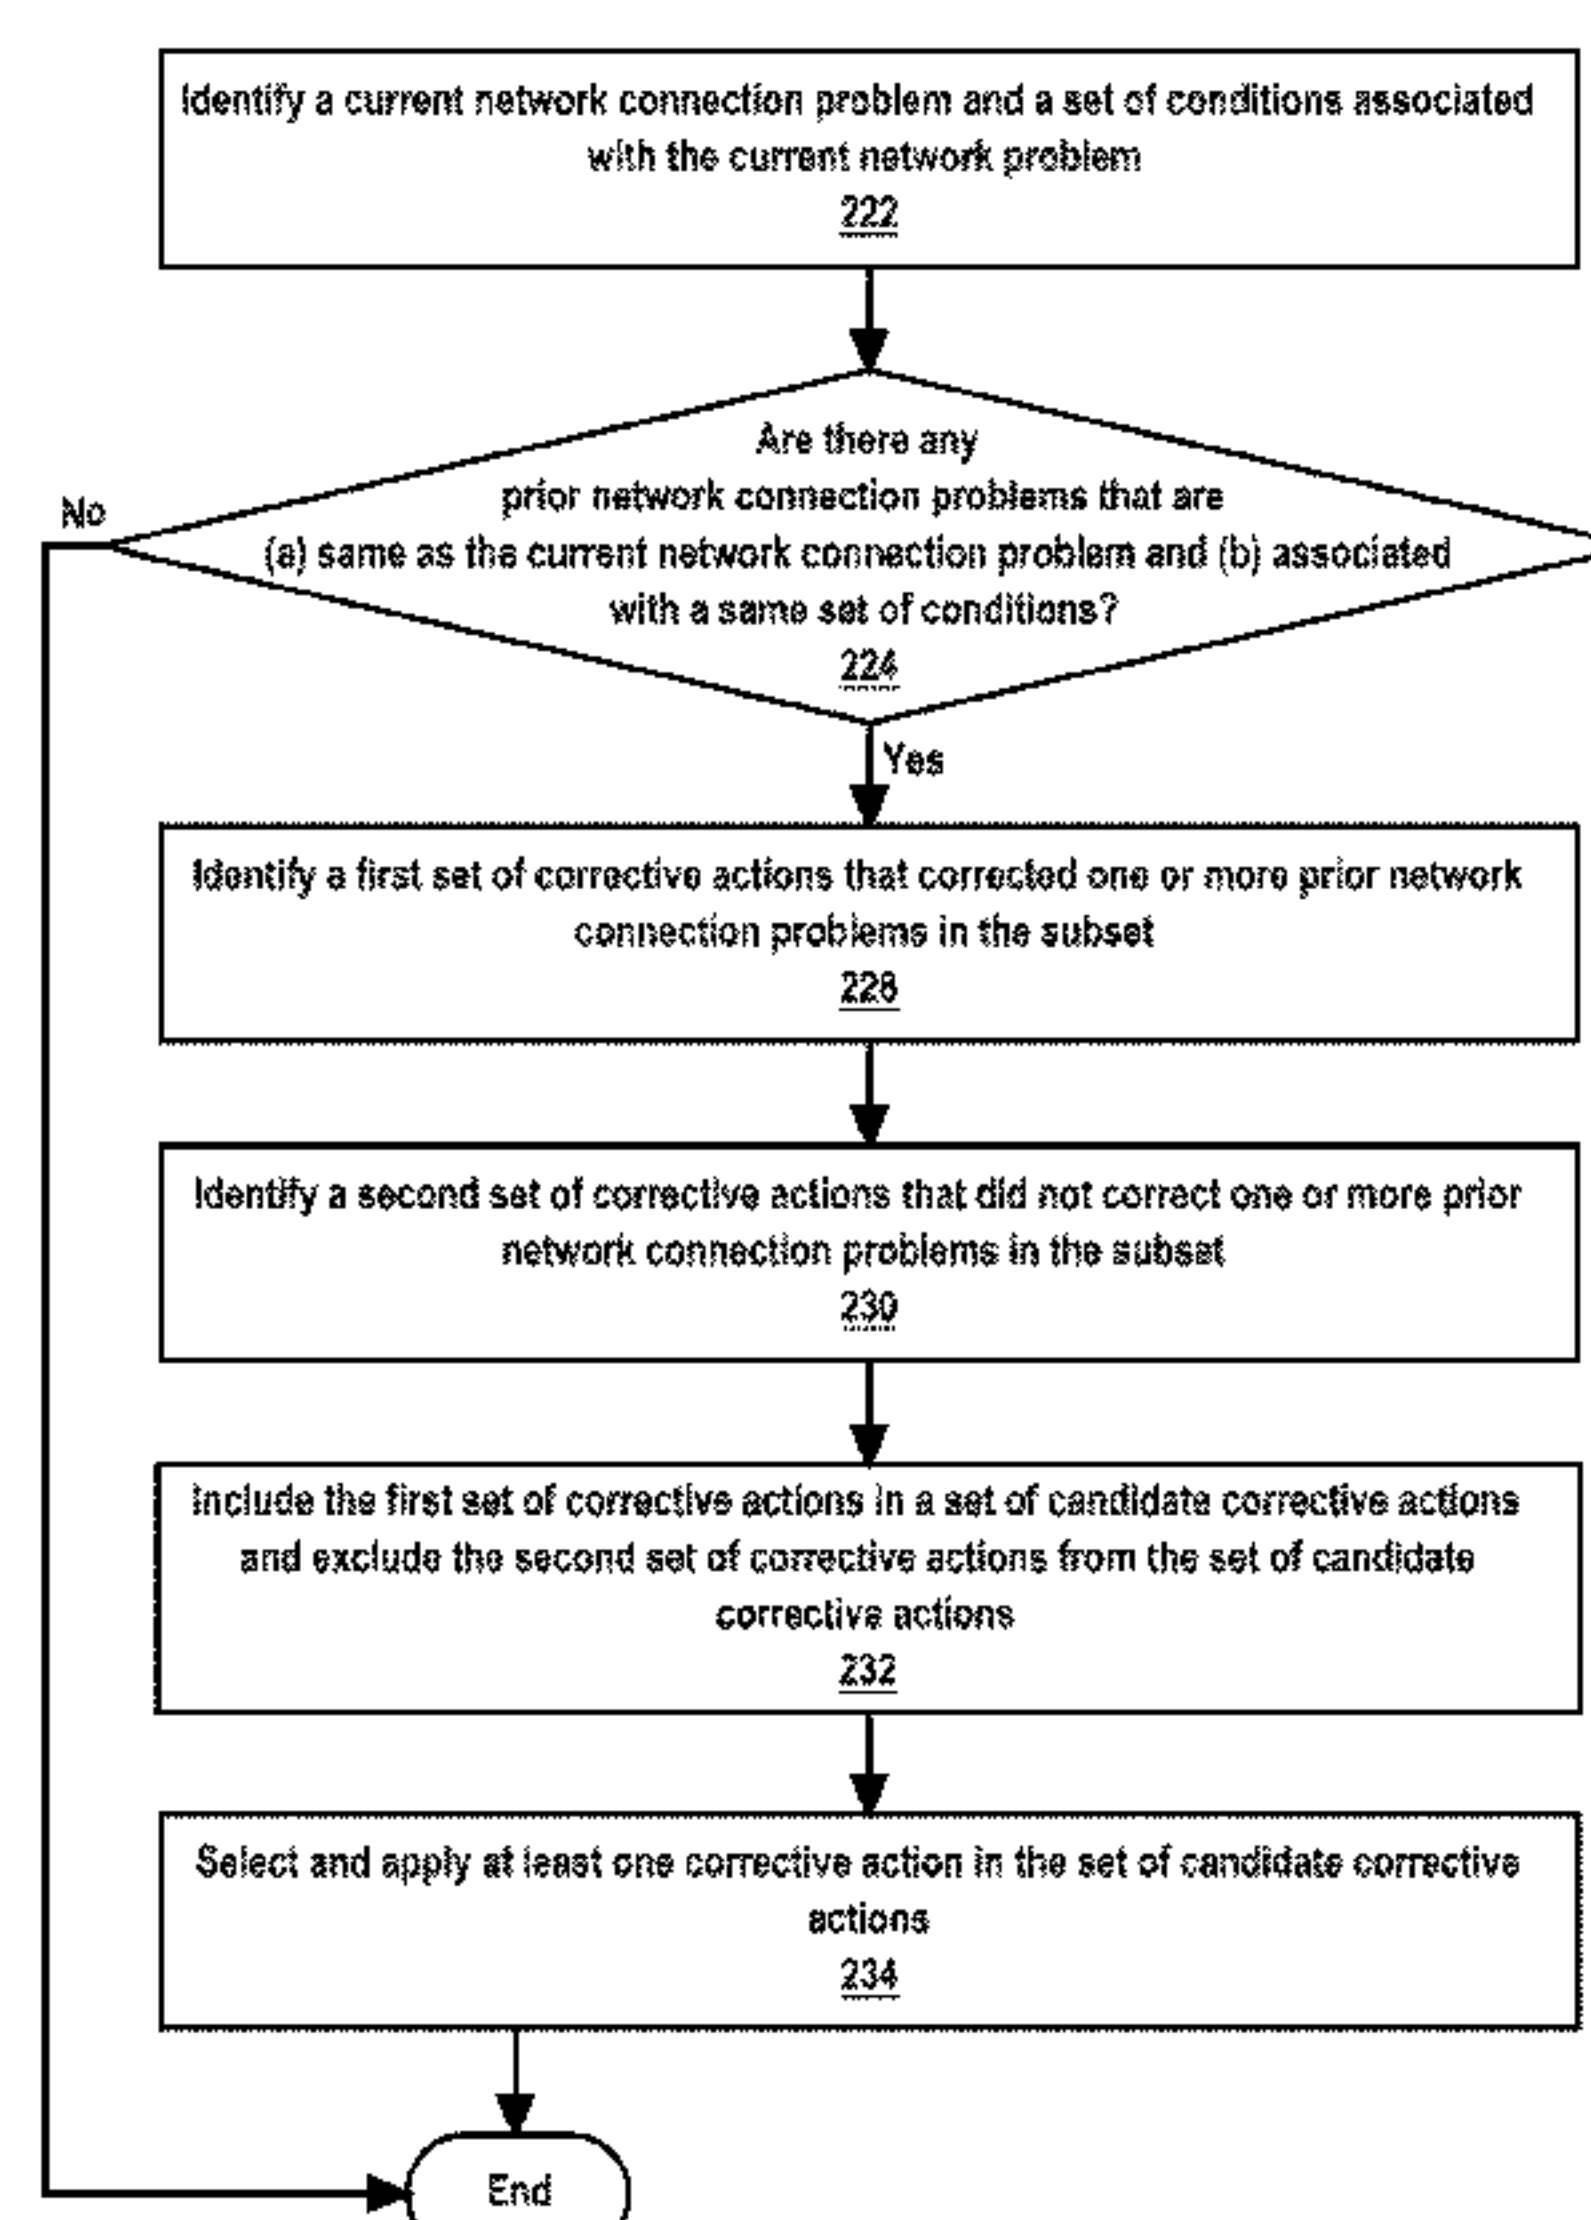 Identify a current network connection problem and a set of conditions associated
with the current network problem
222
Are there any
prior network connection problems that are
No
(a) same as the current network connection problem and (b) associated
with a same set of conditions?
224
Yes
Identify a first set of corrective actions that corrected one or more prior network
connection problems in the subset
228
Identify a second set of corrective actions that did not correct one or more prior
network connection problems in the subset
230
Include the first set of corrective actions in a set of candidate corrective actions
and exclude the second set of corrective actions from the set of candidate
corrective actions
232
Select and apply at least one corrective action in the set of candidate corrective
actions
234
End